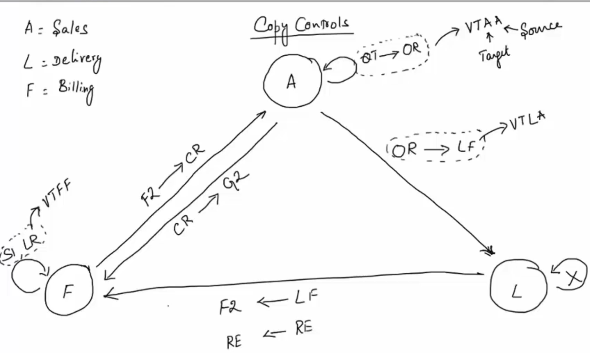 Copy Controls
A = Sales
L = Delivery
F = Billing
QT → OR
VTAA ← Source
↑
Target
A
OR → LF
VTLA
F2 → CR
CR → G2
VTFF
SI LR
F
L
X
F2 ← LF
RE ← RE